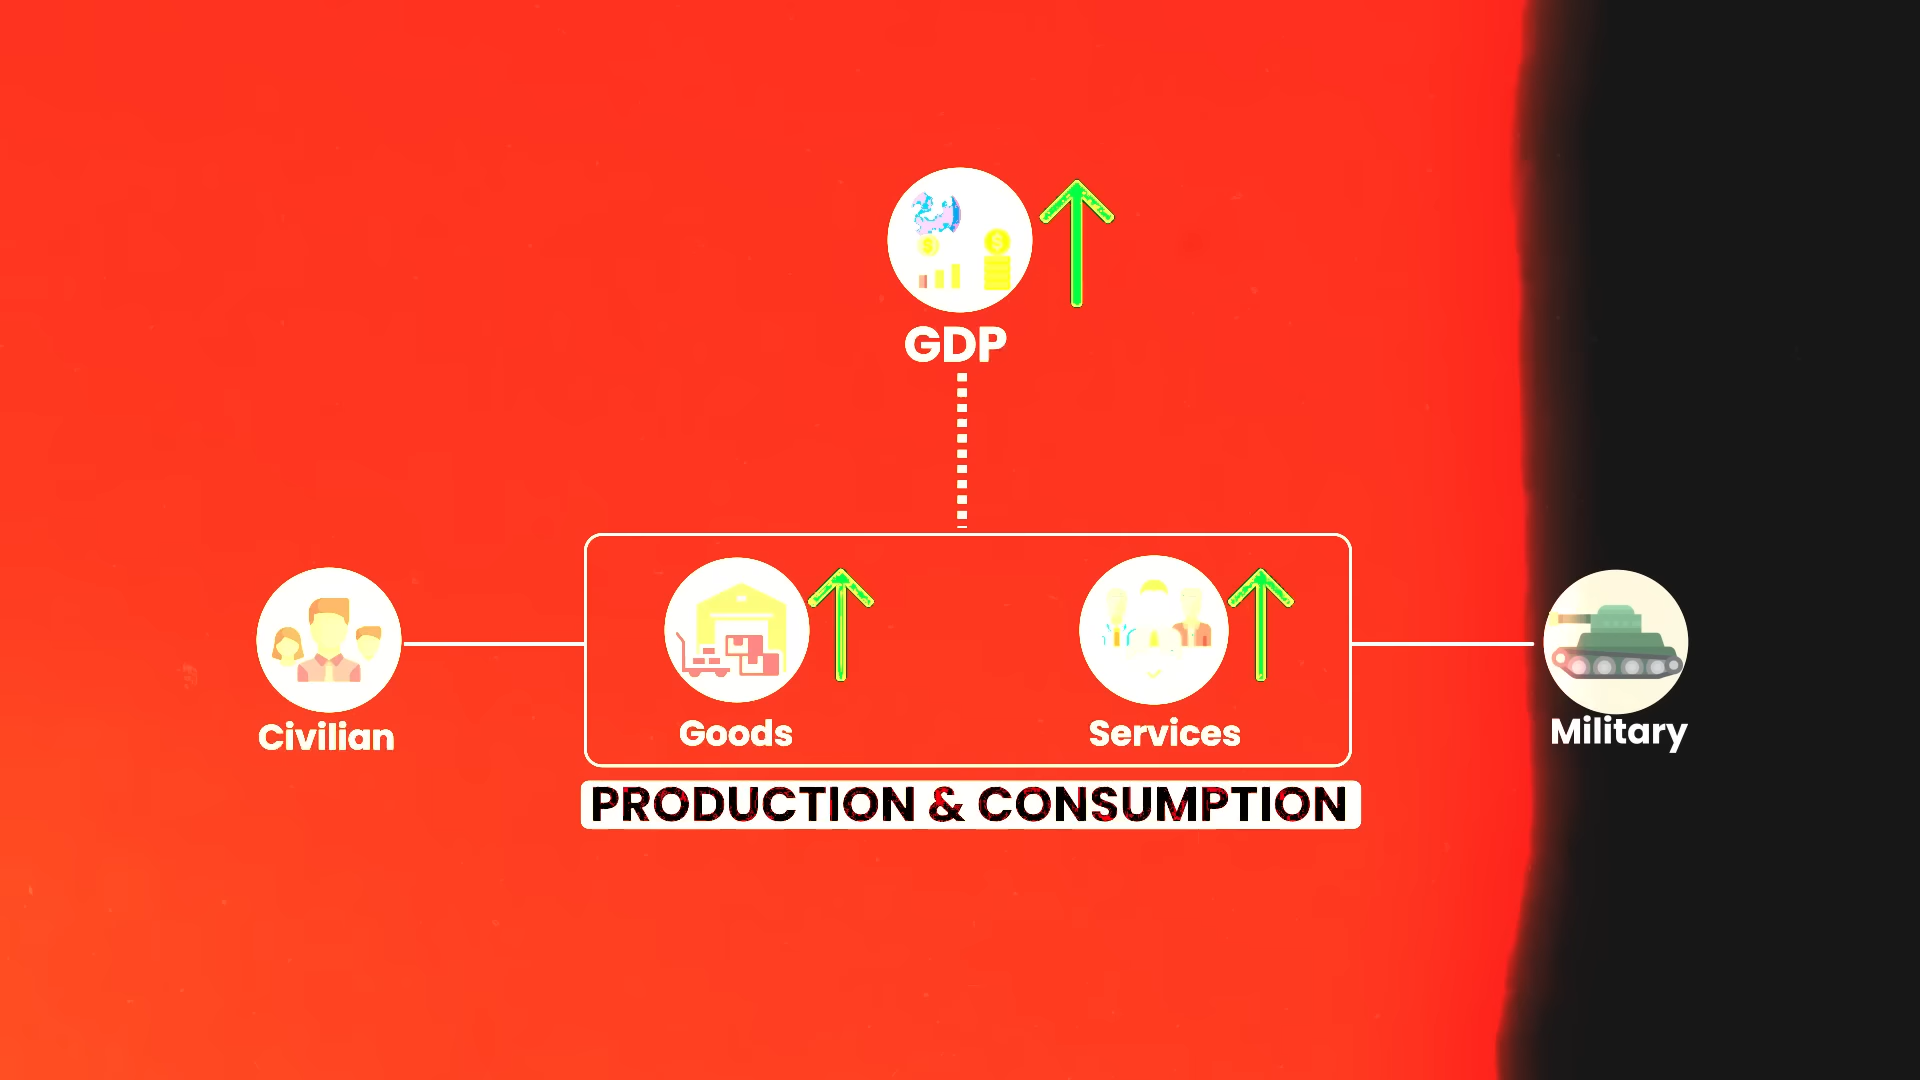 GDP
Civilian
Goods
Services
Military
PRODUCTION & CONSUMPTION